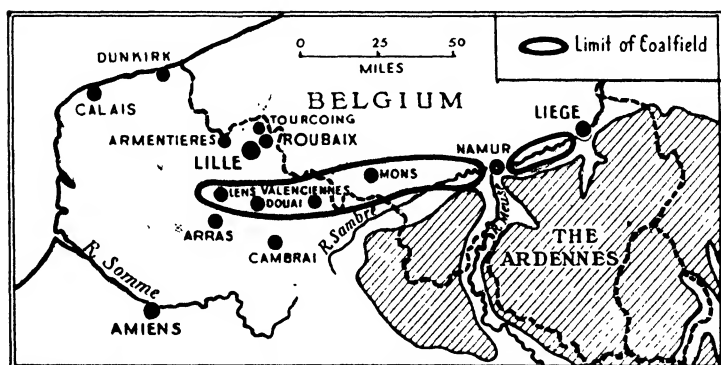 DUNKIRK
CALAIS
0 25 50
MILES
Limit of Coalfield
BELGIUM
TOURCOING
ARMENTIERES
ROUBAIX
LILLE
LIEGE
NAMUR
MONS
LENS VALENCIENNES
DOUAI
ARRAS
CAMBRAI
R. Sambre
R. Meuse
THE
ARDENNES
R. Somme
AMIENS